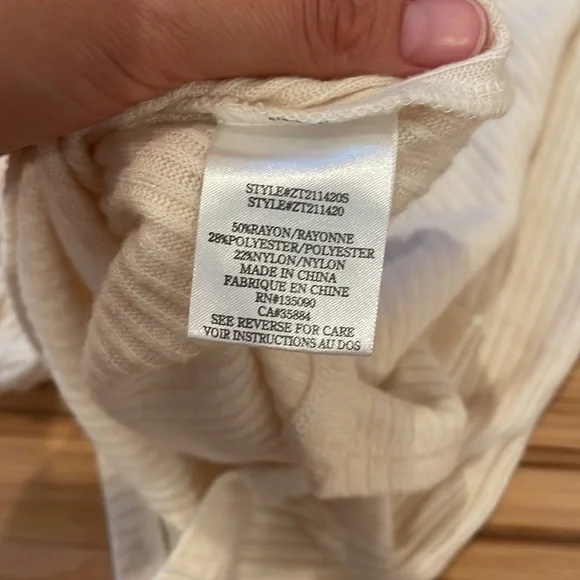 STYLE#ZT211420S
STYLE#ZT211420
50%RAYON/RAYONNE
28%POLYESTER/POLYESTER
22%NYLON/NYLON
MADE IN CHINA
FABRIQUE EN CHINE
RN#135090
CA#35884
SEE REVERSE FOR CARE
VOIR INSTRUCTIONS AU DOS